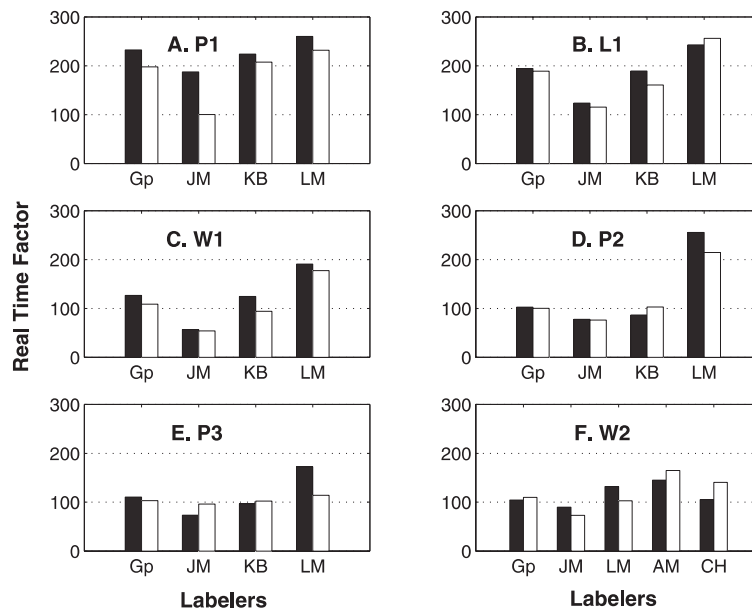 A. P1
300
200
100
0
Gp JM KB LM
B. L1
300
200
100
0
Gp JM KB LM
Real Time Factor
C. W1
300
200
100
0
Gp JM KB LM
D. P2
300
200
100
0
Gp JM KB LM
E. P3
300
200
100
0
Gp JM KB LM
Labelers
F. W2
300
200
100
0
Gp JM LM AM CH
Labelers